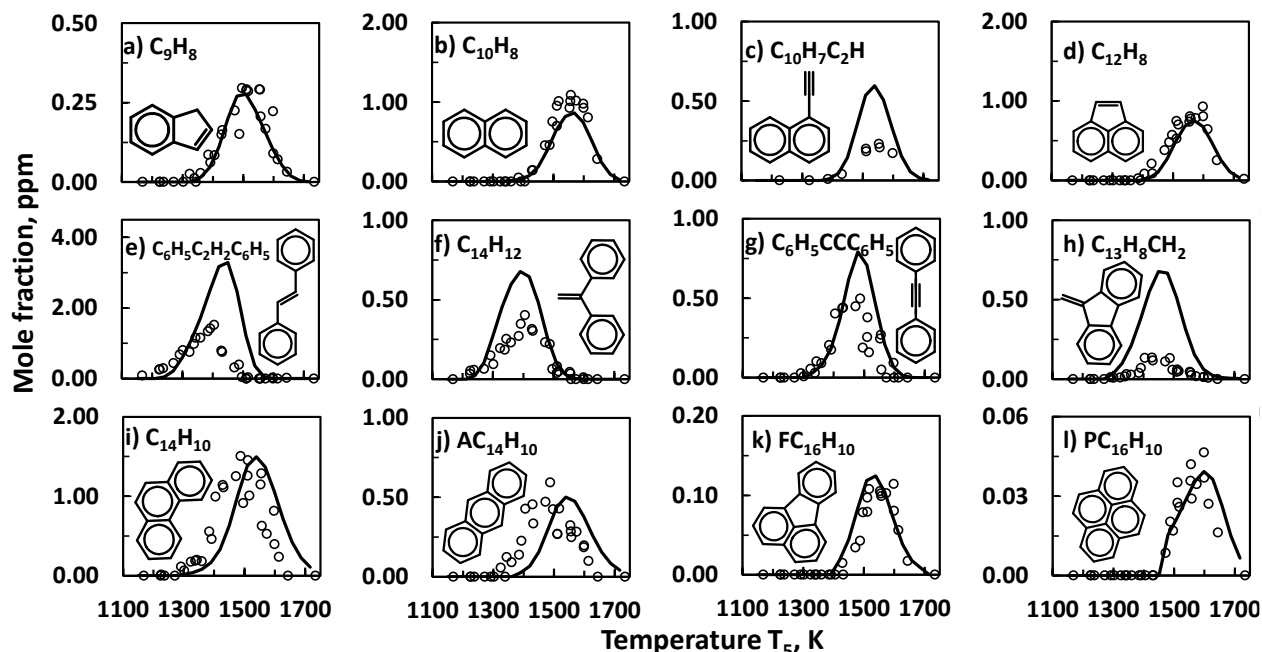 Mole fraction, ppm
0.50
0.25
0.00
a) C₉H₈
2.00
1.00
0.00
b) C₁₀H₈
1.00
0.50
0.00
c) C₁₀H₇C₂H
2.00
1.00
0.00
d) C₁₂H₈
4.00
2.00
0.00
e) C₆H₅C₂H₂C₆H₅
1.00
0.50
0.00
f) C₁₄H₁₂
1.00
0.50
0.00
g) C₆H₅CCC₆H₅
1.00
0.50
0.00
h) C₁₃H₈CH₂
2.00
1.00
0.00
i) C₁₄H₁₀
1.00
0.50
0.00
j) AC₁₄H₁₀
0.20
0.10
0.00
k) FC₁₆H₁₀
0.06
0.03
0.00
l) PC₁₆H₁₀
1100 1300 1500 1700
1100 1300 1500 1700
1100 1300 1500 1700
1100 1300 1500 1700
Temperature T₅, K